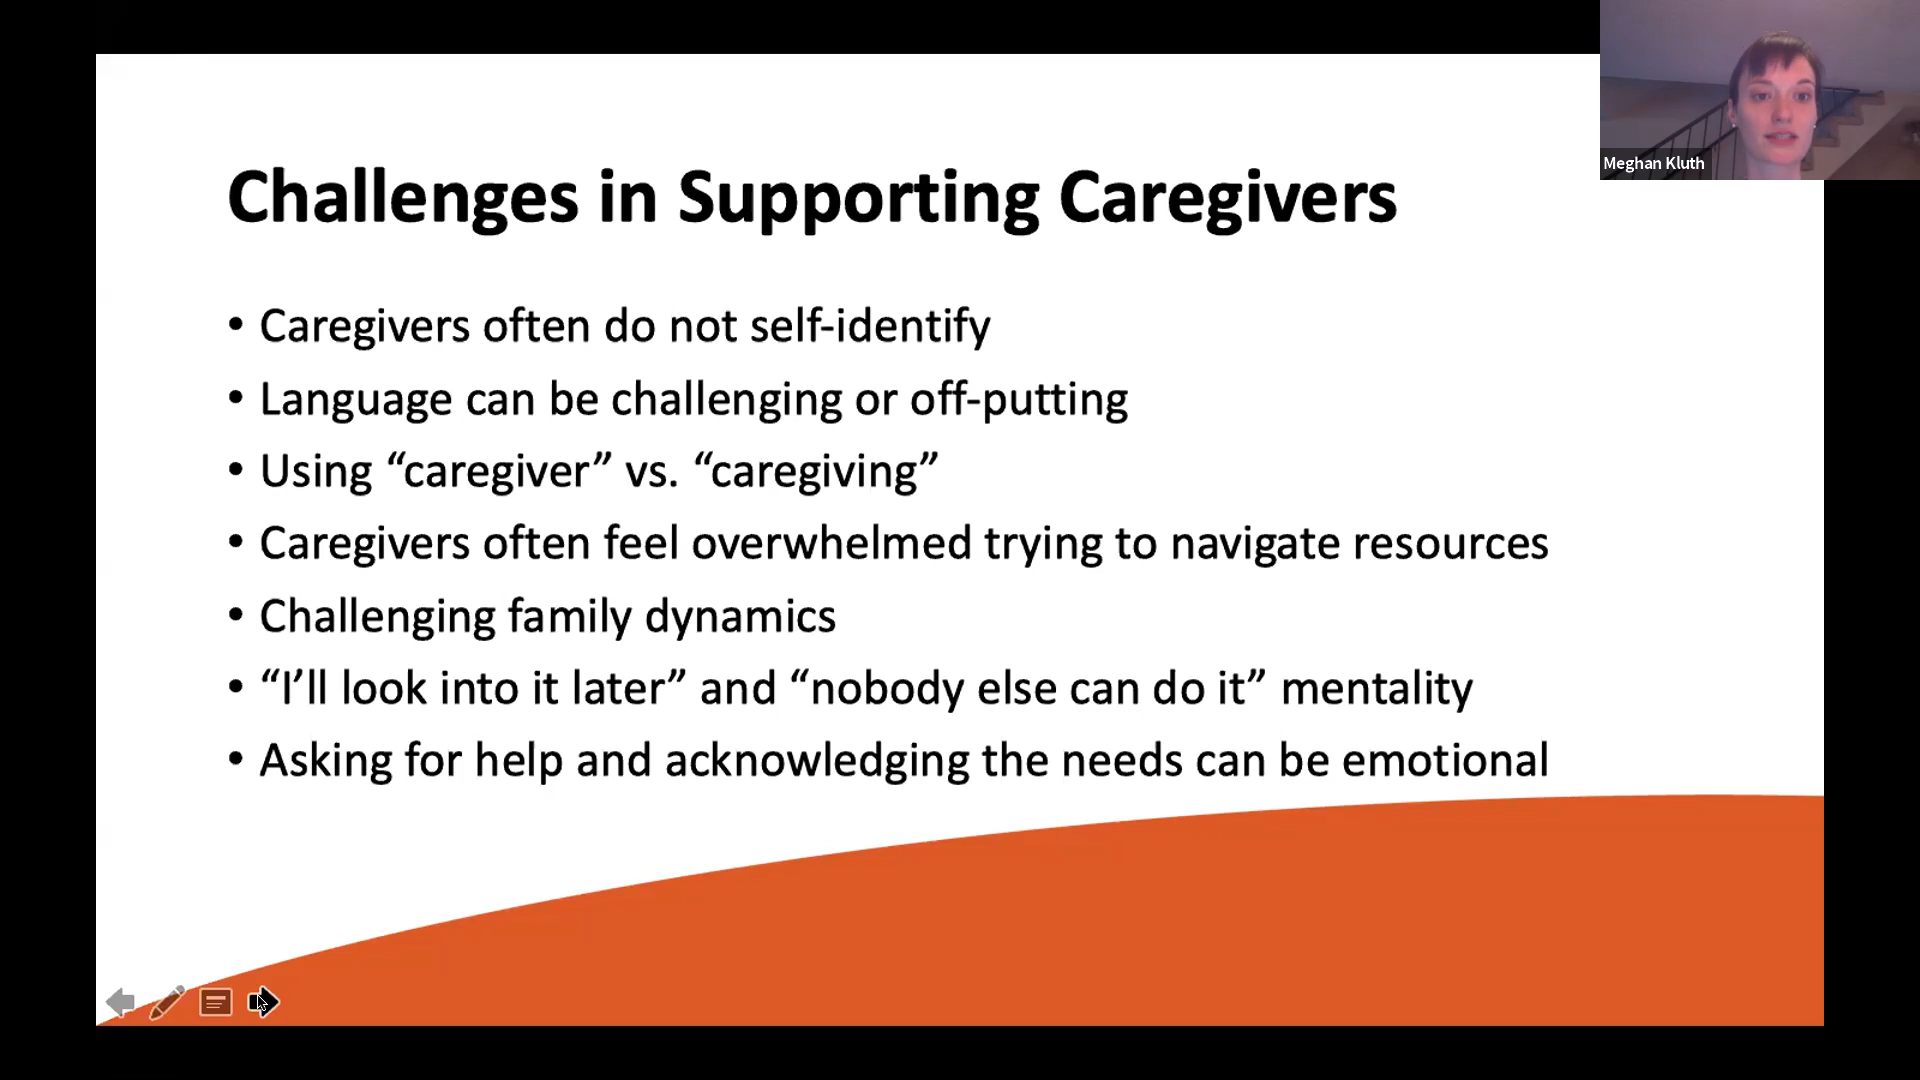 Meghan Kluth
Challenges in Supporting Caregivers
• Caregivers often do not self-identify
• Language can be challenging or off-putting
• Using “caregiver” vs. “caregiving”
• Caregivers often feel overwhelmed trying to navigate resources
• Challenging family dynamics
• “I’ll look into it later” and “nobody else can do it” mentality
• Asking for help and acknowledging the needs can be emotional